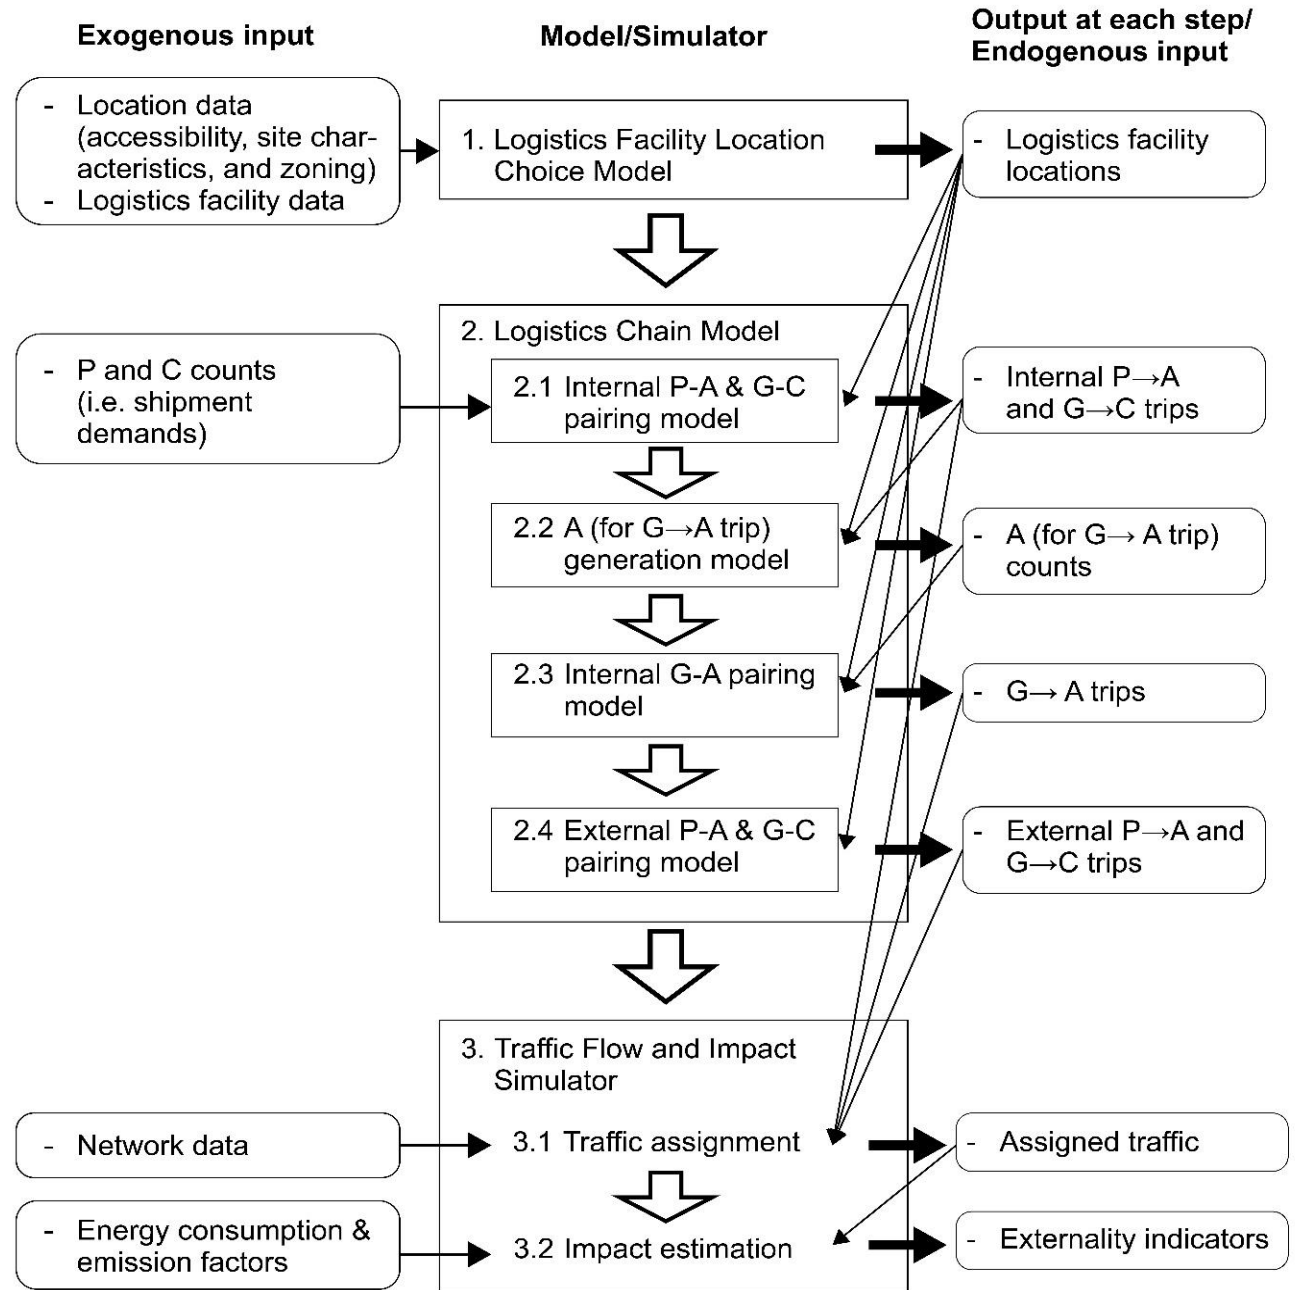 Exogenous input
Model/Simulator
Output at each step/
Endogenous input
- Location data
(accessibility, site char-
acteristics, and zoning)
- Logistics facility data
1. Logistics Facility Location
Choice Model
- Logistics facility
locations
2. Logistics Chain Model
- P and C counts
(i.e. shipment
demands)
2.1 Internal P-A & G-C
pairing model
- Internal P→A
and G→C trips
2.2 A (for G→A trip)
generation model
- A (for G→ A trip)
counts
2.3 Internal G-A pairing
model
- G→ A trips
2.4 External P-A & G-C
pairing model
- External P→A and
G→C trips
3. Traffic Flow and Impact
Simulator
- Network data
3.1 Traffic assignment
- Assigned traffic
- Energy consumption &
emission factors
3.2 Impact estimation
- Externality indicators